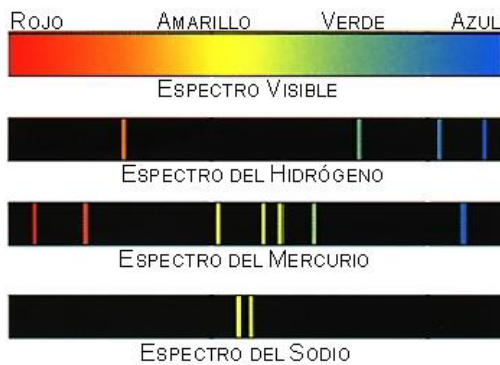 ROJO AMARILLO VERDE AZUL
ESPECTRO VISIBLE
ESPECTRO DEL HIDRÓGENO
ESPECTRO DEL MERCURIO
ESPECTRO DEL SODIO